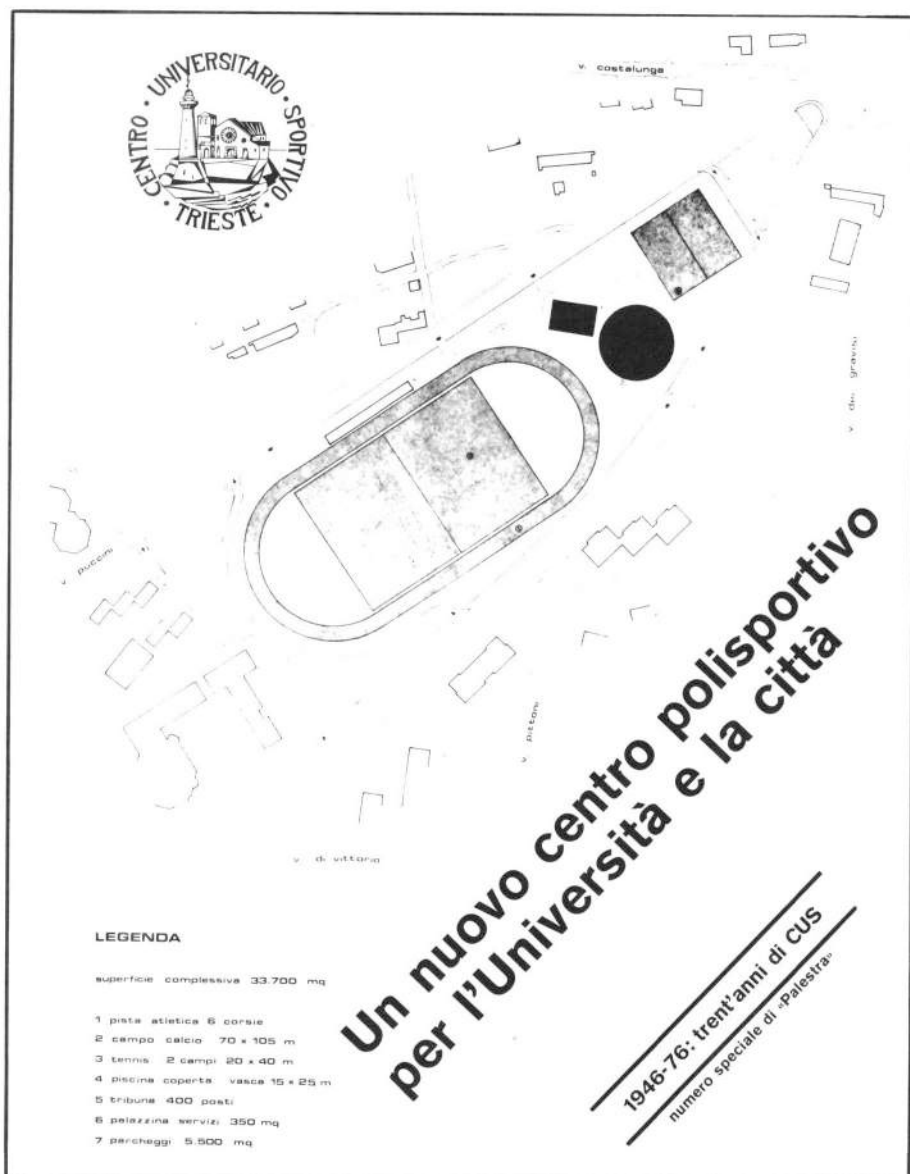 CENTRO · UNIVERSITARIO · SPORTIVO · TRIESTE ·
v. costalunga
v. dei gravisi
v. puccini
v. pittoni
v. di vittorio
Un nuovo centro polisportivo
per l'Università e la città
LEGENDA
superficie complessiva 33.700 mq
1 pista atletica 6 corsie
2 campo calcio 70 x 105 m
3 tennis 2 campi 20 x 40 m
4 piscina coperta vasca 15 x 25 m
5 tribuna 400 posti
6 palazzina servizi 350 mq
7 parcheggi 5.500 mq
1946-76: trent'anni di CUS
numero speciale di «Palestra»